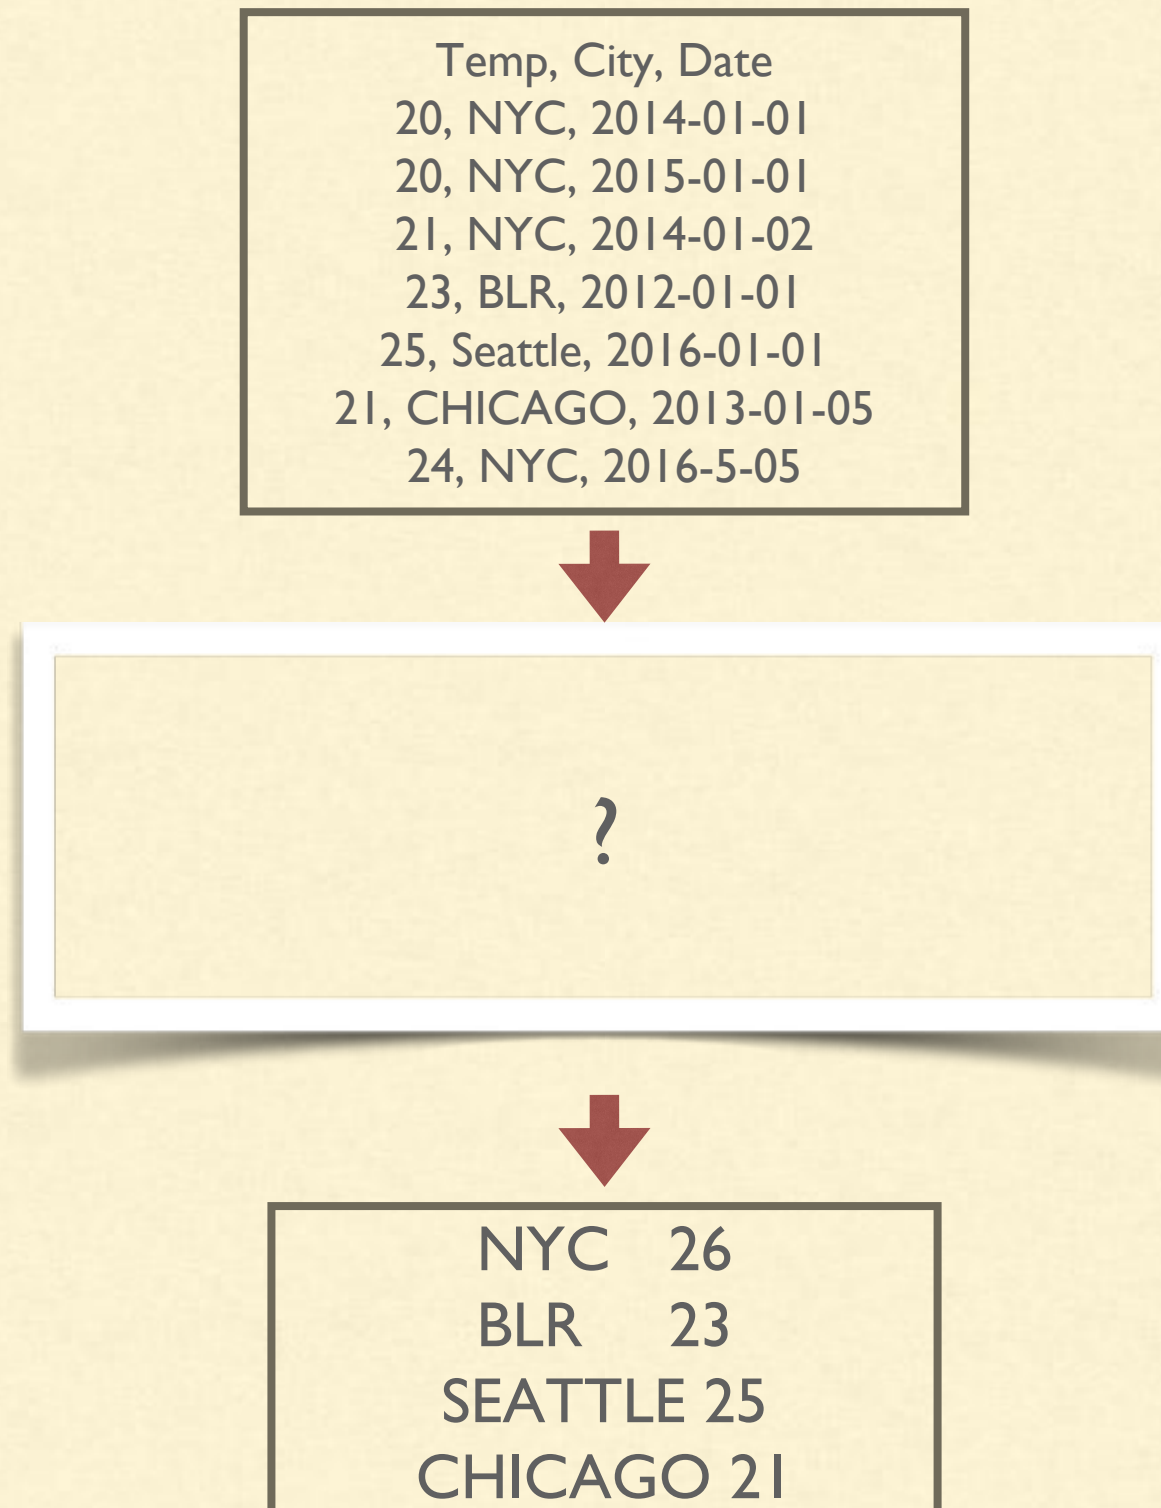 Temp, City, Date
20, NYC, 2014-01-01
20, NYC, 2015-01-01
21, NYC, 2014-01-02
23, BLR, 2012-01-01
25, Seattle, 2016-01-01
21, CHICAGO, 2013-01-05
24, NYC, 2016-5-05
?
NYC 26
BLR 23
SEATTLE 25
CHICAGO 21